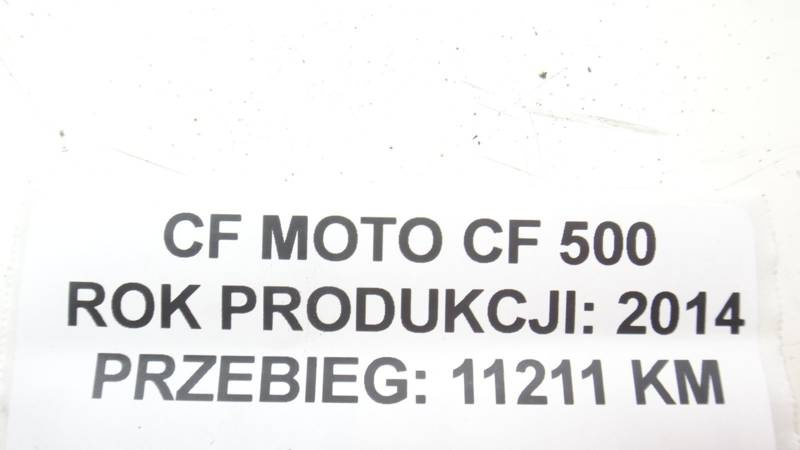 CF MOTO CF 500
ROK PRODUKCJI: 2014
PRZEBIEG: 11211 KM